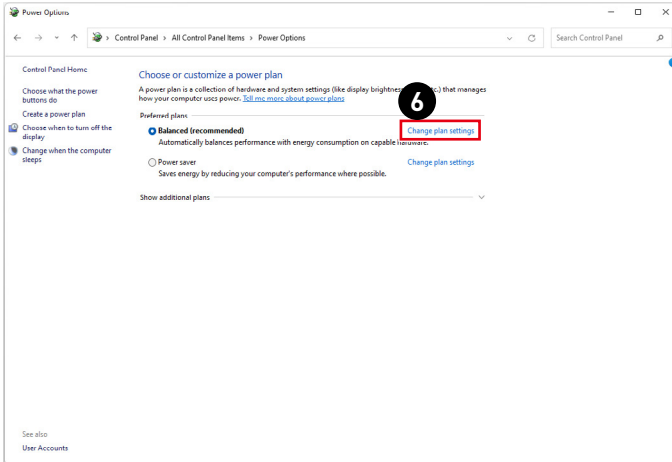 Power Options
Control Panel > All Control Panel Items > Power Options
Search Control Panel
Control Panel Home
Choose what the power
buttons do
Create a power plan
Choose when to turn off the
display
Change when the computer
sleeps
Choose or customize a power plan
A power plan is a collection of hardware and system settings (like display brightness, etc.) that manages
how your computer uses power. Tell me more about power plans
6
Preferred plans
Balanced (recommended)
Change plan settings
Automatically balances performance with energy consumption on capable hardware.
Power saver
Change plan settings
Saves energy by reducing your computer's performance where possible.
Show additional plans
See also
User Accounts